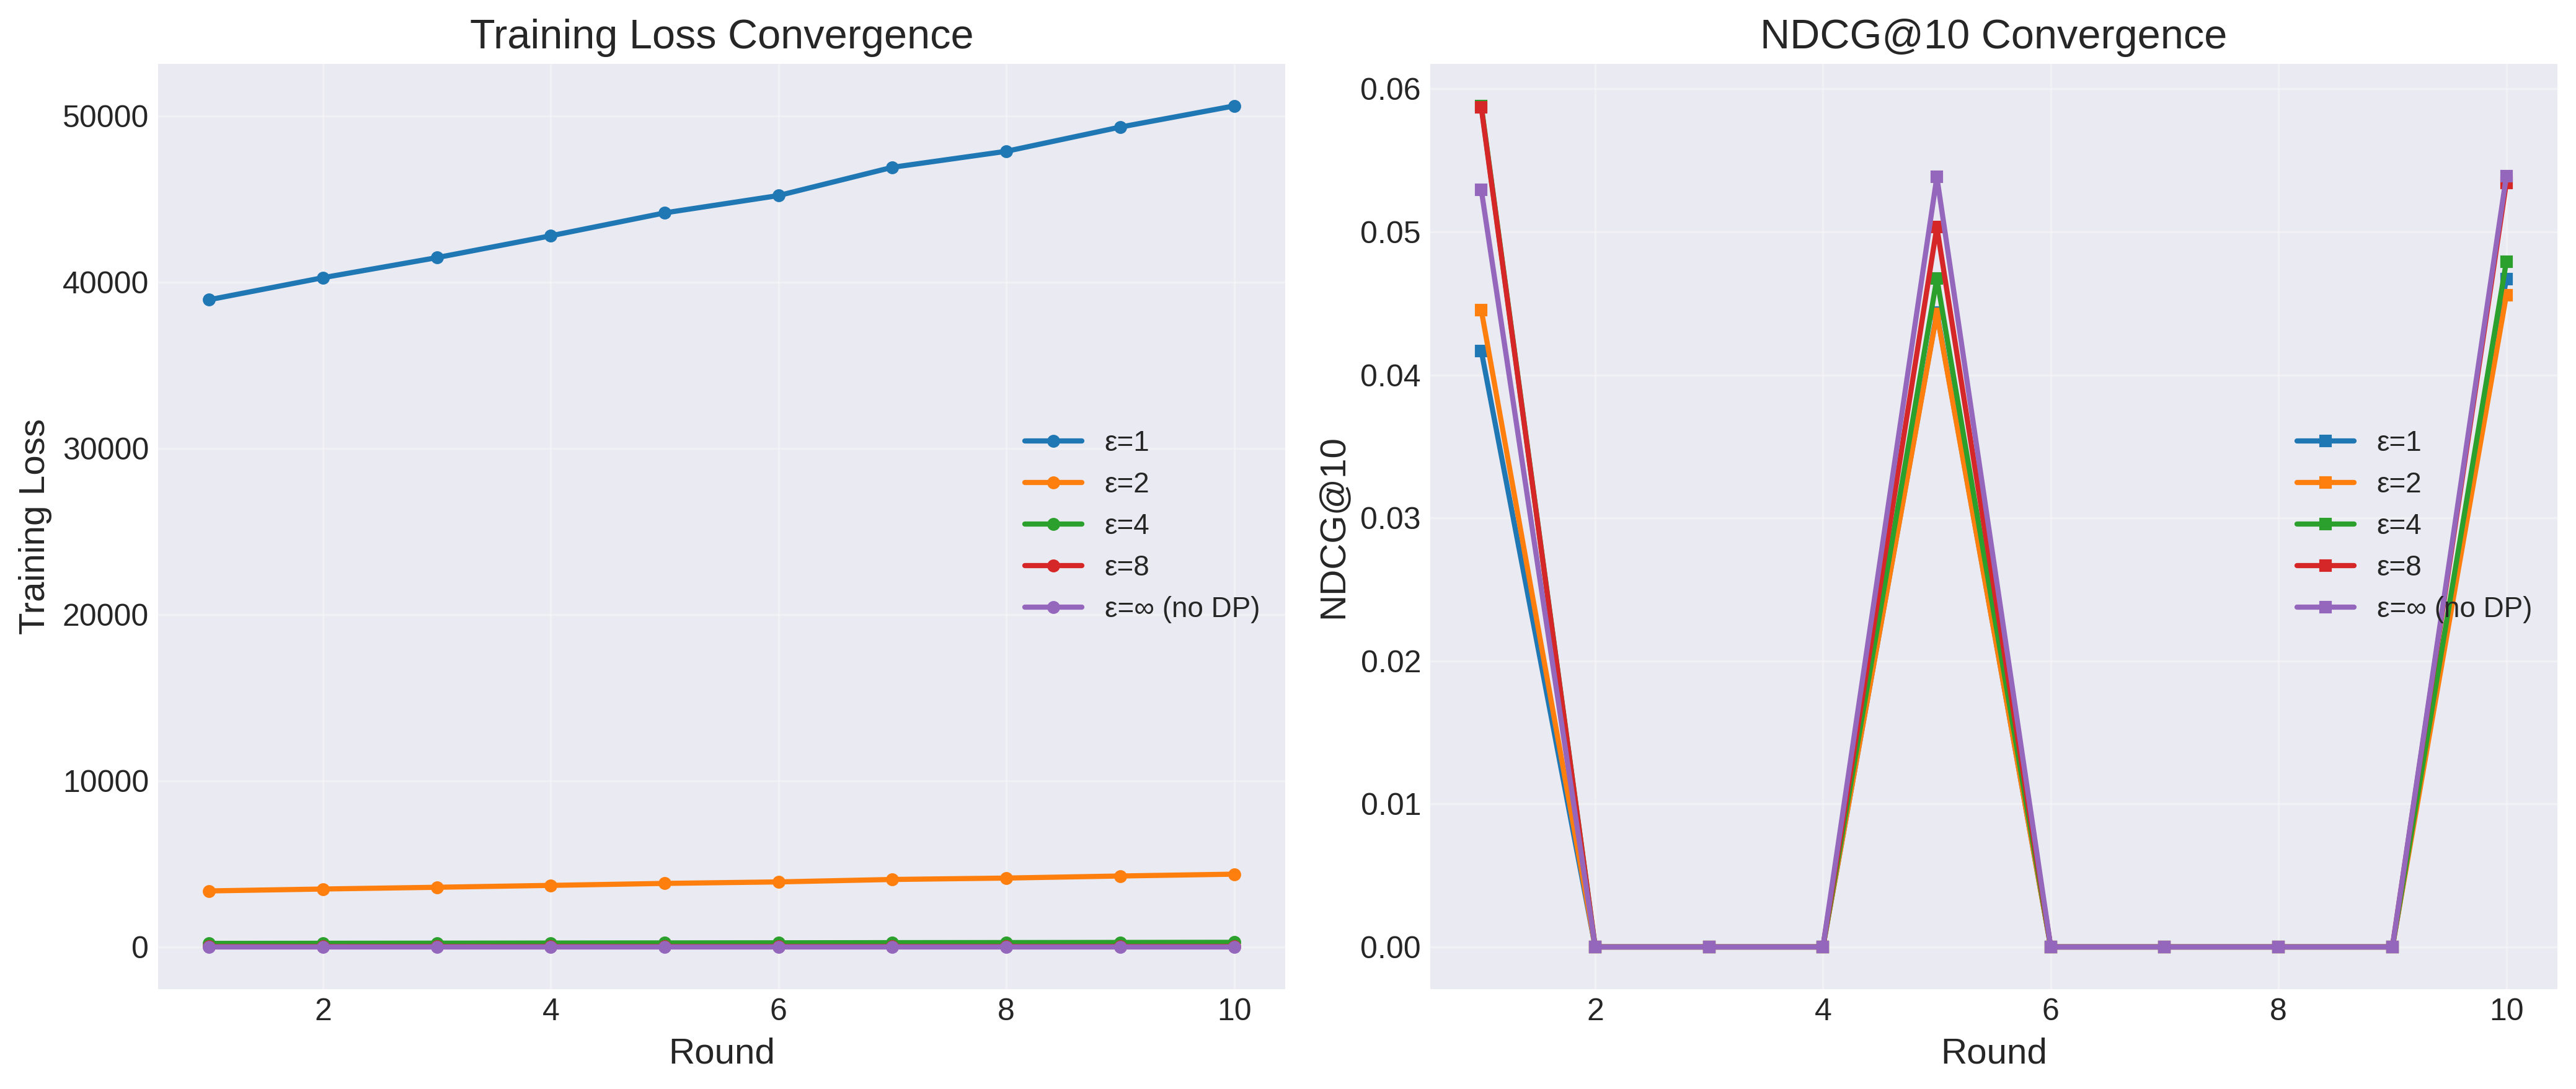 Training Loss Convergence
50000
40000
30000
20000
10000
0
Training Loss
2
4
6
8
10
Round
ε=1
ε=2
ε=4
ε=8
ε=∞ (no DP)
NDCG@10 Convergence
0.06
0.05
0.04
0.03
0.02
0.01
0.00
NDCG@10
2
4
6
8
10
Round
ε=1
ε=2
ε=4
ε=8
ε=∞ (no DP)